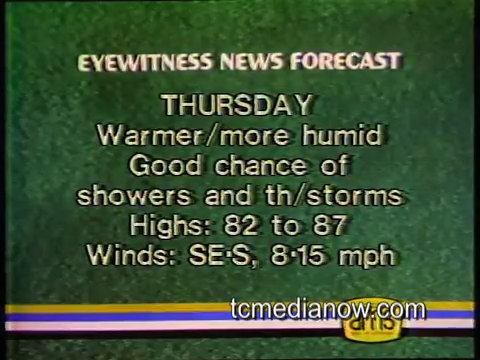 EYEWITNESS NEWS FORECAST
THURSDAY
Warmer/more humid
Good chance of
showers and th/storms
Highs: 82 to 87
Winds: SE-S, 8-15 mph
tcmedianow.com
ams